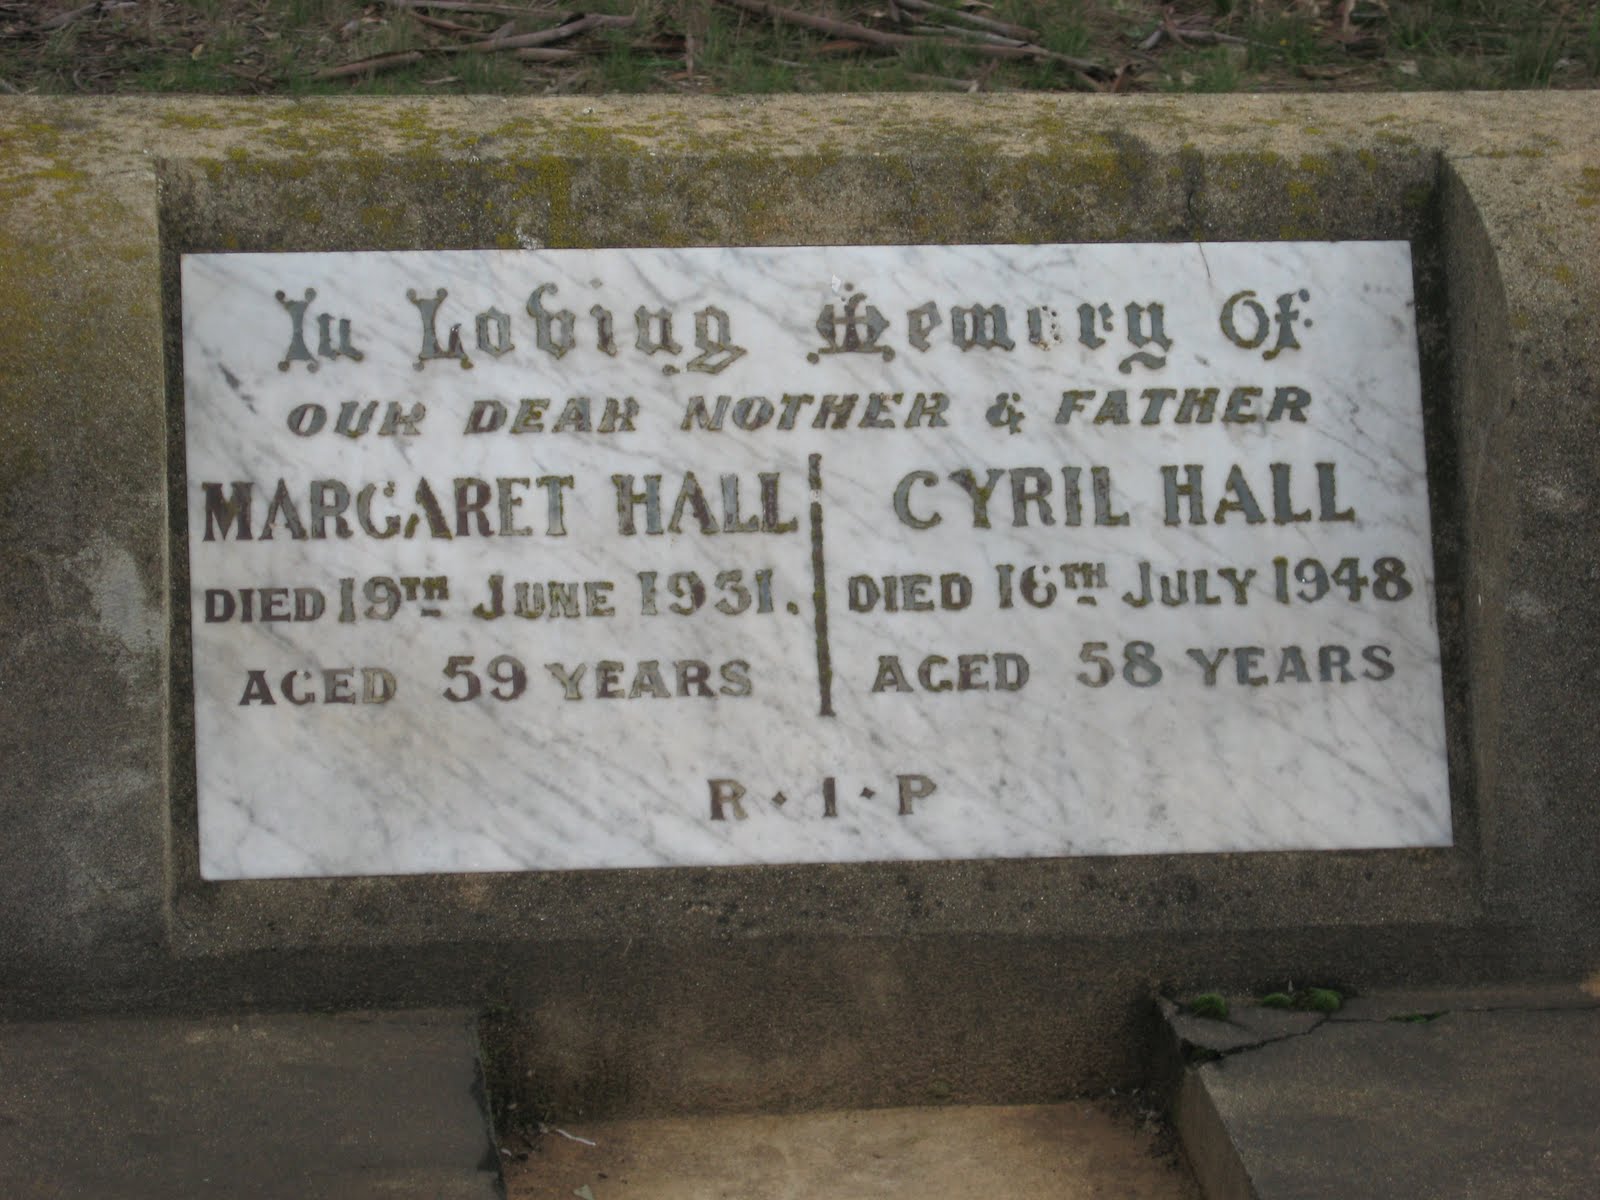 In Loving Memory Of
OUR DEAR MOTHER & FATHER
MARGARET HALL
DIED 19TH JUNE 1951.
AGED 59 YEARS
CYRIL HALL
DIED 16TH JULY 1948
AGED 58 YEARS
R·I·P